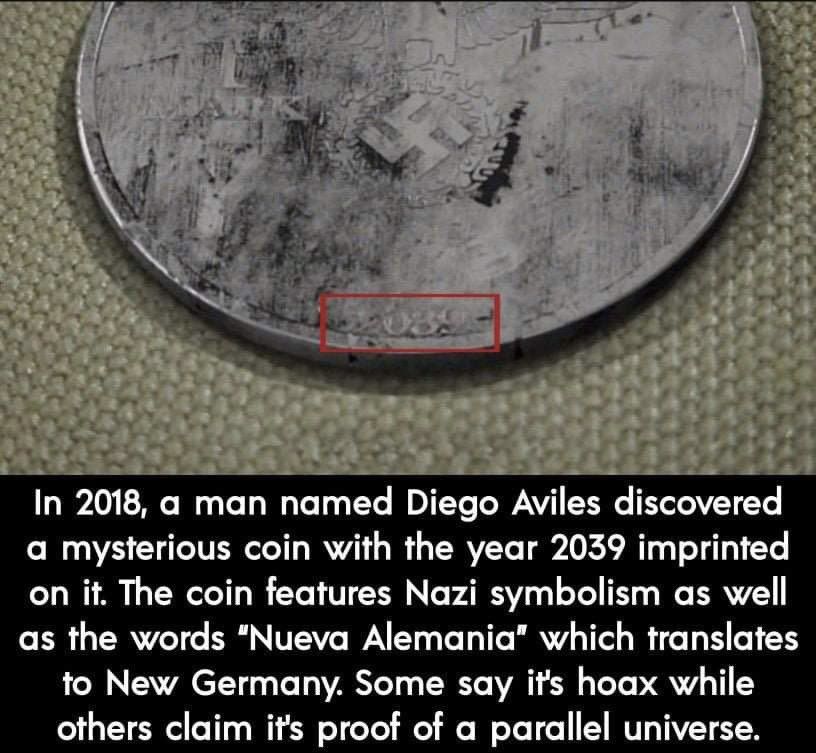 In 2018, a man named Diego Aviles discovered
a mysterious coin with the year 2039 imprinted
on it. The coin features Nazi symbolism as well
as the words "Nueva Alemania" which translates
to New Germany. Some say it's hoax while
others claim it's proof of a parallel universe.